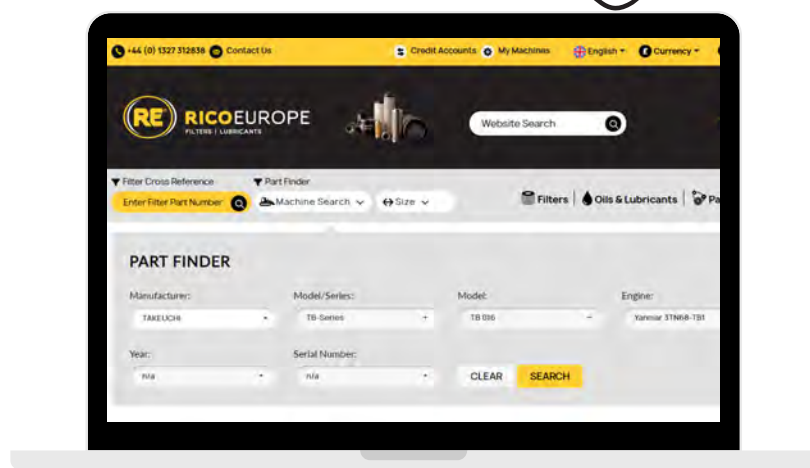 +44 (0) 1327 312838 Contact Us Credit Accounts My Machines English Currency
RE RICOEUROPE
FILTERS | LUBRICANTS
Website Search
Filter Cross Reference Part Finder
Enter Filter Part Number Machine Search Size Filters Oils & Lubricants Pa
PART FINDER
Manufacturer: Model/Series: Model: Engine:
TAKEUCHI TB-Series TB 016 Yanmar 3TN68-TB1
Year: Serial Number:
n/a n/a CLEAR SEARCH